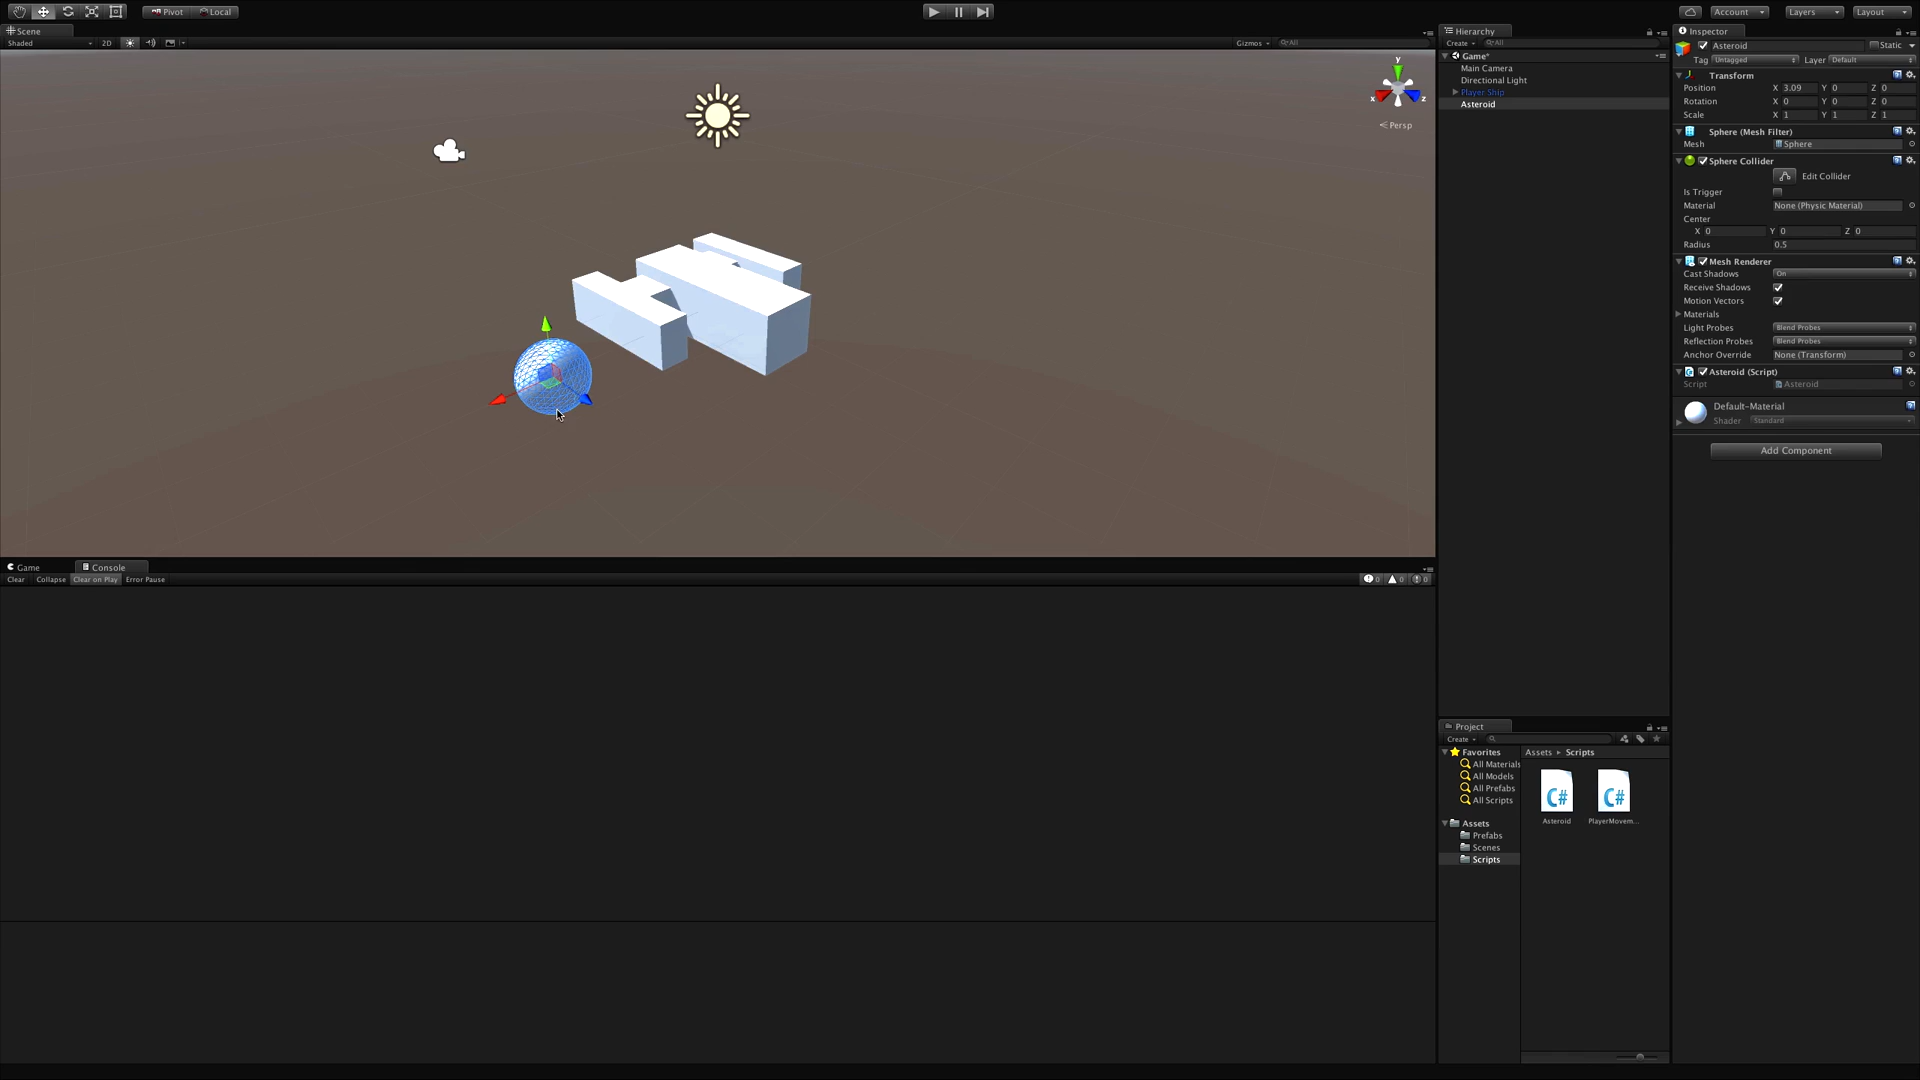 Pivot Local
Account Layers Layout
Scene
Shaded 2D Gizmos All
y
x z
Persp
Game Console
Clear Collapse Clear on Play Error Pause 0 0 0
Hierarchy
Create All
Game*
Main Camera
Directional Light
Player Ship
Asteroid
Project
Create
Favorites
All Materials
All Models
All Prefabs
All Scripts
Assets
Prefabs
Scenes
Scripts
Assets Scripts
C# C#
Asteroid PlayerMovem...
Inspector
Asteroid Static
Tag Untagged Layer Default
Transform
Position X 3.09 Y 0 Z 0
Rotation X 0 Y 0 Z 0
Scale X 1 Y 1 Z 1
Sphere (Mesh Filter)
Mesh Sphere
Sphere Collider
Edit Collider
Is Trigger
Material None (Physic Material)
Center
X 0 Y 0 Z 0
Radius 0.5
Mesh Renderer
Cast Shadows On
Receive Shadows
Motion Vectors
Materials
Light Probes Blend Probes
Reflection Probes Blend Probes
Anchor Override None (Transform)
Asteroid (Script)
Script Asteroid
Default-Material
Shader Standard
Add Component